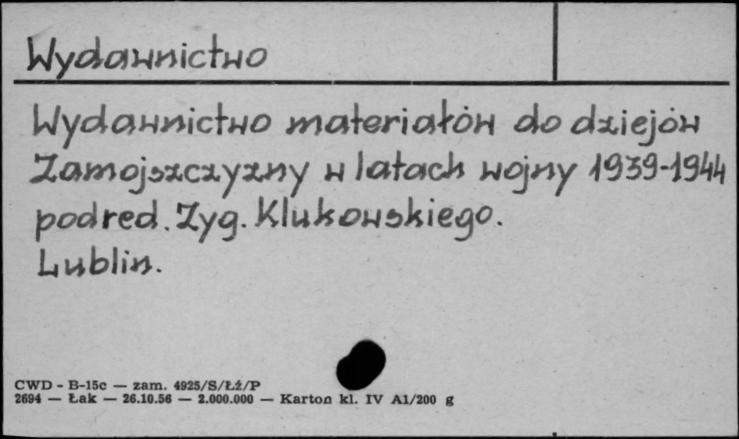 Wydawnictwo
Wydawnictwo materiałów do dziejów
Zamojszczyzny w latach wojny 1939-1944
pod red. Zyg. Klukowskiego.
Lublin.
CWD - B-15c — zam. 4925/S/Łź/P
2694 — Łak — 26.10.56 — 2.000.000 — Karton kl. IV A1/200 g